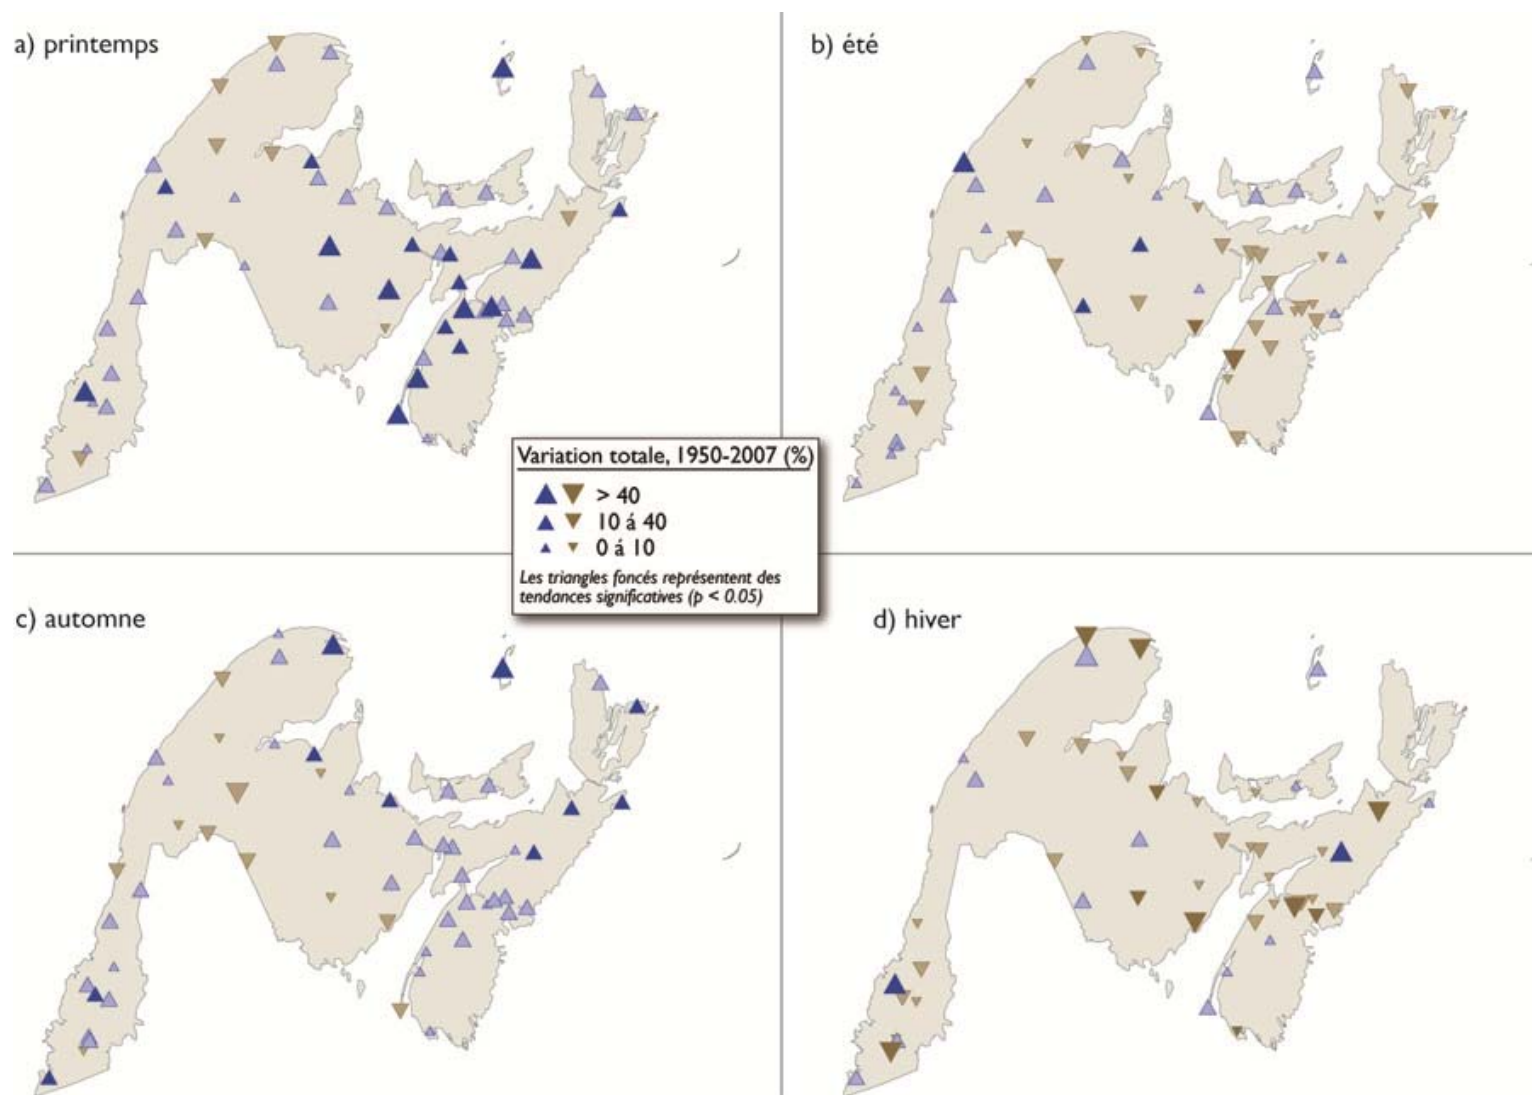 a) printemps
b) été
Variation totale, 1950-2007 (%)
> 40
10 á 40
0 á 10
Les triangles foncés représentent des
tendances significatives (p < 0.05)
c) automne
d) hiver